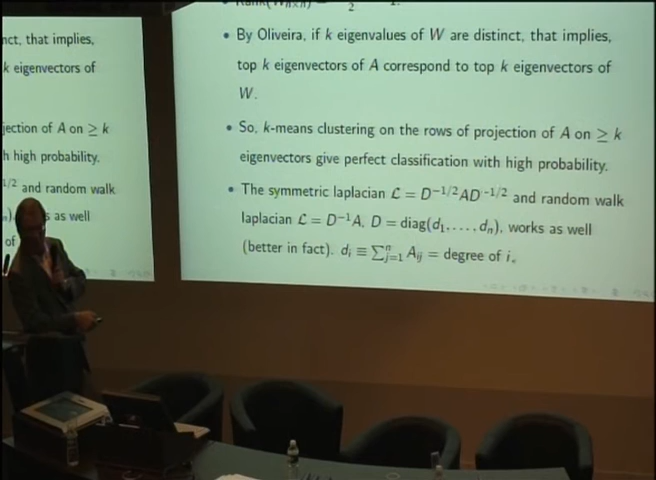 nct, that implies,
k eigenvectors of
jection of A on ≥ k
h high probability.
1/2 and random walk
s as well
of
2
• By Oliveira, if k eigenvalues of W are distinct, that implies,
top k eigenvectors of A correspond to top k eigenvectors of
W.
• So, k-means clustering on the rows of projection of A on ≥ k
eigenvectors give perfect classification with high probability.
• The symmetric laplacian ℒ = D^{-1/2}AD^{-1/2} and random walk
laplacian ℒ = D^{-1}A, D = diag(d_1, . . . . d_n), works as well
(better in fact). d_i ≡ ∑_{j=1}^{n} A_{ij} = degree of i.